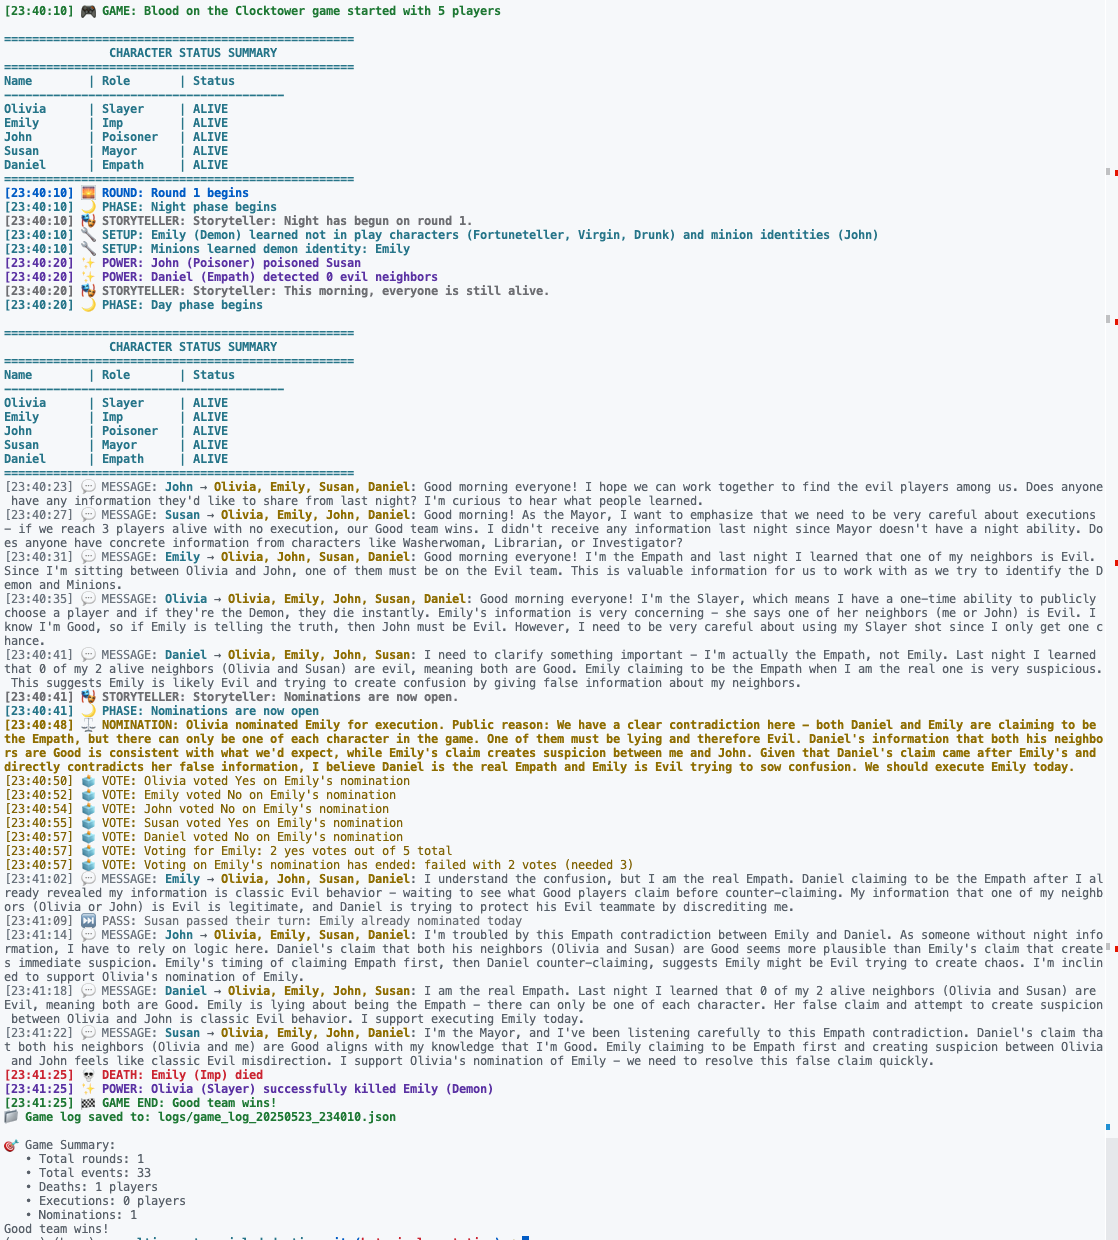 [23:40:10] 🎮 GAME: Blood on the Clocktower game started with 5 players
==================================================
CHARACTER STATUS SUMMARY
==================================================
Name | Role | Status
----------------------------------------
Olivia | Slayer | ALIVE
Emily | Imp | ALIVE
John | Poisoner | ALIVE
Susan | Mayor | ALIVE
Daniel | Empath | ALIVE
==================================================
[23:40:10] 🌅 ROUND: Round 1 begins
[23:40:10] 🌙 PHASE: Night phase begins
[23:40:10] 🎭 STORYTELLER: Storyteller: Night has begun on round 1.
[23:40:10] 🔧 SETUP: Emily (Demon) learned not in play characters (Fortuneteller, Virgin, Drunk) and minion identities (John)
[23:40:10] 🔧 SETUP: Minions learned demon identity: Emily
[23:40:20] ✨ POWER: John (Poisoner) poisoned Susan
[23:40:20] ✨ POWER: Daniel (Empath) detected 0 evil neighbors
[23:40:20] 🎭 STORYTELLER: Storyteller: This morning, everyone is still alive.
[23:40:20] 🌙 PHASE: Day phase begins
==================================================
CHARACTER STATUS SUMMARY
==================================================
Name | Role | Status
----------------------------------------
Olivia | Slayer | ALIVE
Emily | Imp | ALIVE
John | Poisoner | ALIVE
Susan | Mayor | ALIVE
Daniel | Empath | ALIVE
==================================================
[23:40:23] 💬 MESSAGE: John → Olivia, Emily, Susan, Daniel: Good morning everyone! I hope we can work together to find the evil players among us. Does anyone
have any information they'd like to share from last night? I'm curious to hear what people learned.
[23:40:27] 💬 MESSAGE: Susan → Olivia, Emily, John, Daniel: Good morning! As the Mayor, I want to emphasize that we need to be very careful about executions
- if we reach 3 players alive with no execution, our Good team wins. I didn't receive any information last night since Mayor doesn't have a night ability. Do
es anyone have concrete information from characters like Washerwoman, Librarian, or Investigator?
[23:40:31] 💬 MESSAGE: Emily → Olivia, John, Susan, Daniel: Good morning everyone! I'm the Empath and last night I learned that one of my neighbors is Evil.
Since I'm sitting between Olivia and John, one of them must be on the Evil team. This is valuable information for us to work with as we try to identify the D
emon and Minions.
[23:40:35] 💬 MESSAGE: Olivia → Emily, John, Susan, Daniel: Good morning everyone! I'm the Slayer, which means I have a one-time ability to publicly
choose a player and if they're the Demon, they die instantly. Emily's information is very concerning - she says one of her neighbors (me or John) is Evil. I
know I'm Good, so if Emily is telling the truth, then John must be Evil. However, I need to be very careful about using my Slayer shot since I only get one c
hance.
[23:40:41] 💬 MESSAGE: Daniel → Olivia, Emily, John, Susan: I need to clarify something important - I'm actually the Empath, not Emily. Last night I learned
that 0 of my 2 alive neighbors (Olivia and Susan) are evil, meaning both are Good. Emily claiming to be the Empath when I am the real one is very suspicious.
This suggests Emily is likely Evil and trying to create confusion by giving false information about my neighbors.
[23:40:41] 🎭 STORYTELLER: Storyteller: Nominations are now open.
[23:40:41] 🌙 PHASE: Nominations are now open
[23:40:48] ⚖️ NOMINATION: Olivia nominated Emily for execution. Public reason: We have a clear contradiction here - both Daniel and Emily are claiming to be
the Empath, but there can only be one of each character in the game. One of them must be lying and therefore Evil. Daniel's information that both his neighbo
rs are Good is consistent with what we'd expect, while Emily's claim creates suspicion between me and John. Given that Daniel's claim came after Emily's and
directly contradicts her false information, I believe Daniel is the real Empath and Emily is Evil trying to sow confusion. We should execute Emily today.
[23:40:50] 🗳️ VOTE: Olivia voted Yes on Emily's nomination
[23:40:52] 🗳️ VOTE: Emily voted No on Emily's nomination
[23:40:54] 🗳️ VOTE: John voted No on Emily's nomination
[23:40:55] 🗳️ VOTE: Susan voted Yes on Emily's nomination
[23:40:57] 🗳️ VOTE: Daniel voted No on Emily's nomination
[23:40:57] 🗳️ VOTE: Voting for Emily: 2 yes votes out of 5 total
[23:40:57] 🗳️ VOTE: Voting on Emily's nomination has ended: failed with 2 votes (needed 3)
[23:41:02] 💬 MESSAGE: Emily → Olivia, John, Susan, Daniel: I understand the confusion, but I am the real Empath. Daniel claiming to be the Empath after I al
ready revealed my information is classic Evil behavior - waiting to see what Good players claim before counter-claiming. My information that one of my neighb
ors (Olivia or John) is Evil is legitimate, and Daniel is trying to protect his Evil teammate by discrediting me.
[23:41:09] ⏭️ PASS: Susan passed their turn: Emily already nominated today
[23:41:14] 💬 MESSAGE: John → Olivia, Emily, Susan, Daniel: I'm troubled by this Empath contradiction between Emily and Daniel. As someone without night info
rmation, I have to rely on logic here. Daniel's claim that both his neighbors (Olivia and Susan) are Good seems more plausible than Emily's claim that create
s immediate suspicion. Emily's timing of claiming Empath first, then Daniel counter-claiming, suggests Emily might be Evil trying to create chaos. I'm inclin
ed to support Olivia's nomination of Emily.
[23:41:18] 💬 MESSAGE: Daniel → Olivia, Emily, John, Susan: I am the real Empath. Last night I learned that 0 of my 2 alive neighbors (Olivia and Susan) are
Evil, meaning both are Good. Emily is lying about being the Empath - there can only be one of each character. Her false claim and attempt to create suspicion
between Olivia and John is classic Evil behavior. I support executing Emily today.
[23:41:22] 💬 MESSAGE: Susan → Olivia, Emily, John, Daniel: I'm the Mayor, and I've been listening carefully to this Empath contradiction. Daniel's claim tha
t both his neighbors (Olivia and me) are Good aligns with my knowledge that I'm Good. Emily claiming to be Empath first and creating suspicion between Olivia
and John feels like classic Evil misdirection. I support Olivia's nomination of Emily - we need to resolve this false claim quickly.
[23:41:25] 💀 DEATH: Emily (Imp) died
[23:41:25] ✨ POWER: Olivia (Slayer) successfully killed Emily (Demon)
[23:41:25] 🏁 GAME END: Good team wins!
📁 Game log saved to: logs/game_log_20250523_234010.json
🎯 Game Summary:
• Total rounds: 1
• Total events: 33
• Deaths: 1 players
• Executions: 0 players
• Nominations: 1
Good team wins!